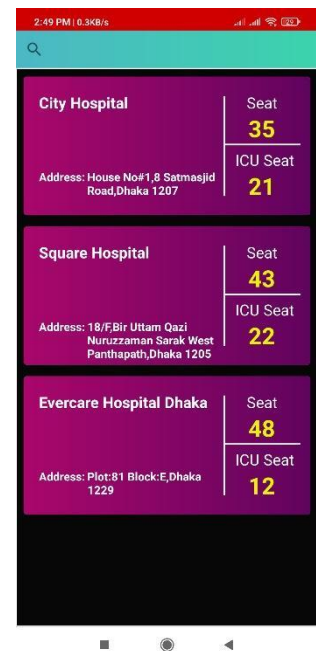 2:49 PM | 0.3KB/s
City Hospital
Seat
35
Address: House No#1,8 Satmasjid
Road,Dhaka 1207
ICU Seat
21
Square Hospital
Seat
43
Address: 18/F,Bir Uttam Qazi
Nuruzzaman Sarak West
Panthapath,Dhaka 1205
ICU Seat
22
Evercare Hospital Dhaka
Seat
48
Address: Plot:81 Block:E,Dhaka
1229
ICU Seat
12